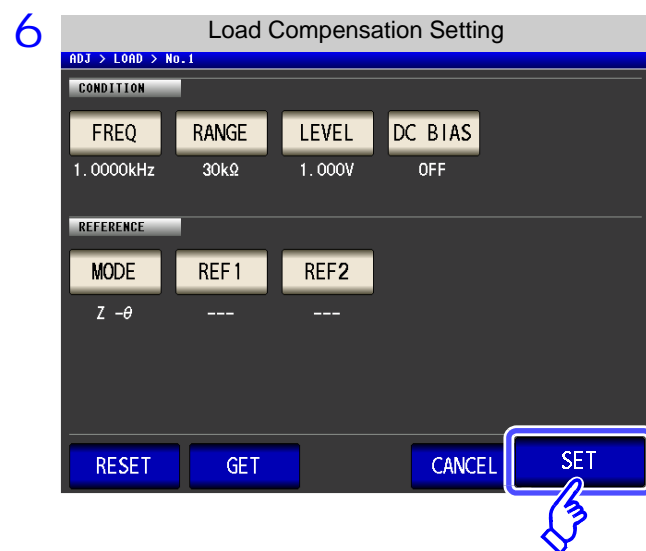 6
Load Compensation Setting
ADJ > LOAD > No.1
CONDITION
FREQ RANGE LEVEL DC BIAS
1.0000kHz 30kΩ 1.000V OFF
REFERENCE
MODE REF1 REF2
Z -θ --- ---
RESET GET CANCEL SET